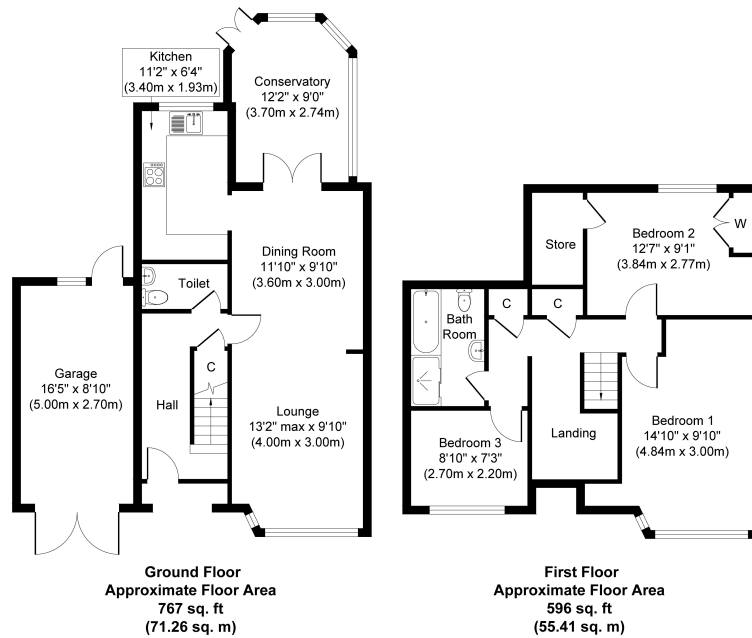 Kitchen
11'2" x 6'4"
(3.40m x 1.93m)
Conservatory
12'2" x 9'0"
(3.70m x 2.74m)
Dining Room
11'10" x 9'10"
(3.60m x 3.00m)
Toilet
Garage
16'5" x 8'10"
(5.00m x 2.70m)
C
Hall
Lounge
13'2" max x 9'10"
(4.00m x 3.00m)
Ground Floor
Approximate Floor Area
767 sq. ft
(71.26 sq. m)
Store
Bedroom 2
12'7" x 9'1"
(3.84m x 2.77m)
W
Bath
Room
C
C
Bedroom 1
14'10" x 9'10"
(4.84m x 3.00m)
Landing
Bedroom 3
8'10" x 7'3"
(2.70m x 2.20m)
First Floor
Approximate Floor Area
596 sq. ft
(55.41 sq. m)